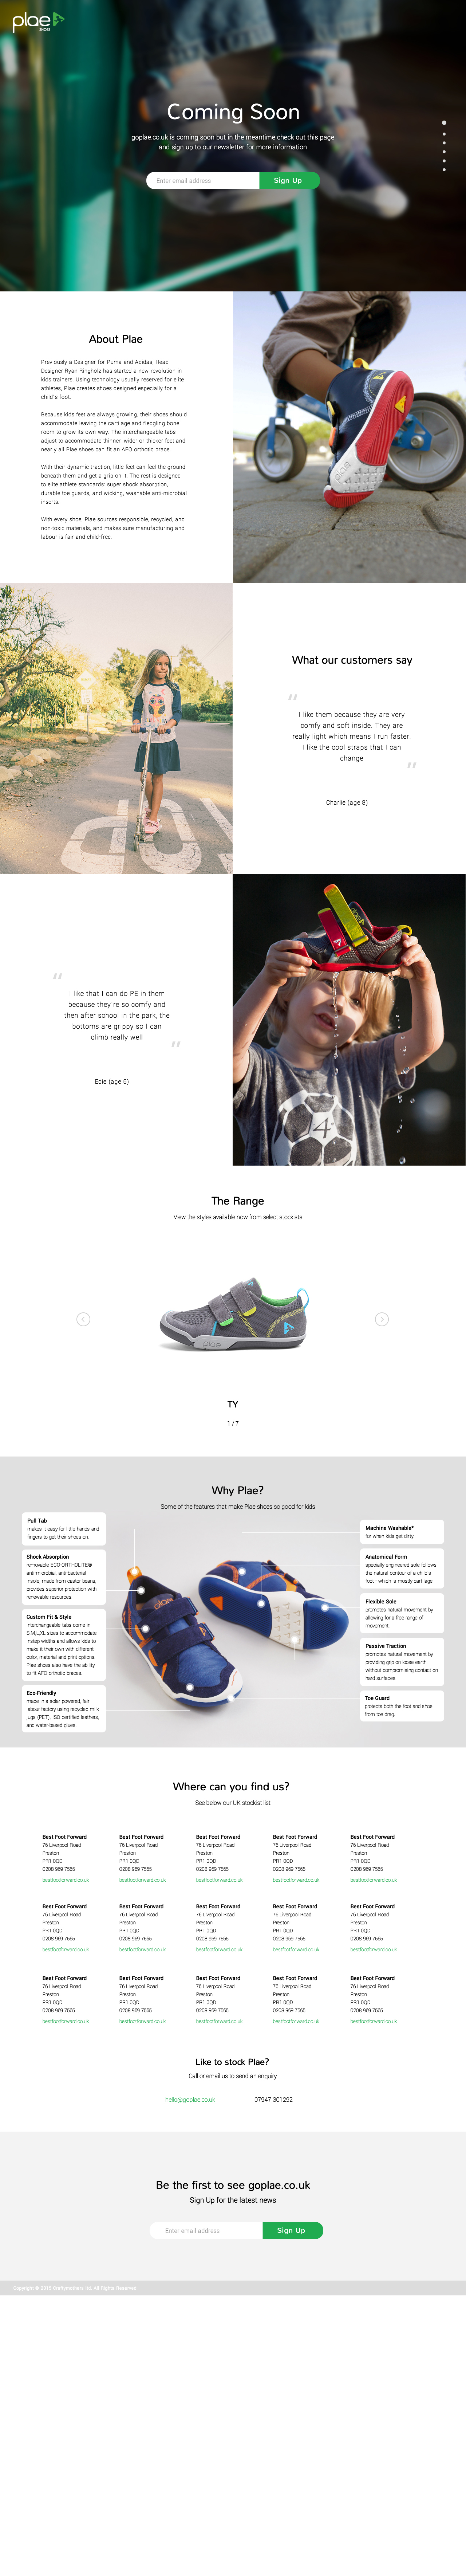 plae
SHOES
Coming Soon
goplae.co.uk is coming soon but in the meantime check out this page
and sign up to our newsletter for more information
Enter email address
Sign Up
About Plae
Previously a Designer for Puma and Adidas, Head
Designer Ryan Ringholz has started a new revolution in
kids trainers. Using technology usually reserved for elite
athletes, Plae creates shoes designed especially for a
child's foot.
Because kids feet are always growing, their shoes should
accommodate leaving the cartilage and fledgling bone
room to grow its own way. The interchangeable tabs
adjust to accommodate thinner, wider or thicker feet and
nearly all Plae shoes can fit an AFO orthotic brace.
With their dynamic traction, little feet can feel the ground
beneath them and get a grip on it. The rest is designed
to elite athlete standards: super shock absorption,
durable toe guards, and wicking, washable anti-microbial
inserts.
With every shoe, Plae sources responsible, recycled, and
non-toxic materials, and makes sure manufacturing and
labour is fair and child-free.
What our customers say
"
I like them because they are very
comfy and soft inside. They are
really light which means I run faster.
I like the cool straps that I can
change
"
Charlie (age 8)
"
I like that I can do PE in them
because they're so comfy and
then after school in the park, the
bottoms are grippy so I can
climb really well
"
Edie (age 6)
The Range
View the styles available now from select stockists
TY
1 / 7
Why Plae?
Some of the features that make Plae shoes so good for kids
Pull Tab
makes it easy for little hands and
fingers to get their shoes on.
Shock Absorption
removable ECO-ORTHOLITE®
anti-microbial, anti-bacterial
insole, made from castor beans,
provides superior protection with
renewable resources.
Custom Fit & Style
interchangeable tabs come in
S,M,L,XL sizes to accommodate
instep widths and allows kids to
make it their own with different
color, material and print options.
Plae shoes also have the ability
to fit AFO orthotic braces.
Eco-Friendly
made in a solar powered, fair
labour factory using recycled milk
jugs (PET), ISO certified leathers,
and water-based glues.
Machine Washable*
for when kids get dirty.
Anatomical Form
specially engineered sole follows
the natural contour of a child's
foot - which is mostly cartilage.
Flexible Sole
promotes natural movement by
allowing for a free range of
movement.
Passive Traction
promotes natural movement by
providing grip on loose earth
without compromising contact on
hard surfaces.
Toe Guard
protects both the foot and shoe
from toe drag.
Where can you find us?
See below our UK stockist list
Best Foot Forward Best Foot Forward Best Foot Forward Best Foot Forward Best Foot Forward
76 Liverpool Road 76 Liverpool Road 76 Liverpool Road 76 Liverpool Road 76 Liverpool Road
Preston Preston Preston Preston Preston
PR1 0QD PR1 0QD PR1 0QD PR1 0QD PR1 0QD
0208 969 7565 0208 969 7565 0208 969 7565 0208 969 7565 0208 969 7565
bestfootforward.co.uk bestfootforward.co.uk bestfootforward.co.uk bestfootforward.co.uk bestfootforward.co.uk
Best Foot Forward Best Foot Forward Best Foot Forward Best Foot Forward Best Foot Forward
76 Liverpool Road 76 Liverpool Road 76 Liverpool Road 76 Liverpool Road 76 Liverpool Road
Preston Preston Preston Preston Preston
PR1 0QD PR1 0QD PR1 0QD PR1 0QD PR1 0QD
0208 969 7565 0208 969 7565 0208 969 7565 0208 969 7565 0208 969 7565
bestfootforward.co.uk bestfootforward.co.uk bestfootforward.co.uk bestfootforward.co.uk bestfootforward.co.uk
Best Foot Forward Best Foot Forward Best Foot Forward Best Foot Forward Best Foot Forward
76 Liverpool Road 76 Liverpool Road 76 Liverpool Road 76 Liverpool Road 76 Liverpool Road
Preston Preston Preston Preston Preston
PR1 0QD PR1 0QD PR1 0QD PR1 0QD PR1 0QD
0208 969 7565 0208 969 7565 0208 969 7565 0208 969 7565 0208 969 7565
bestfootforward.co.uk bestfootforward.co.uk bestfootforward.co.uk bestfootforward.co.uk bestfootforward.co.uk
Like to stock Plae?
Call or email us to send an enquiry
hello@goplae.co.uk 07947 301292
Be the first to see goplae.co.uk
Sign Up for the latest news
Enter email address
Sign Up
All Rights Reserved